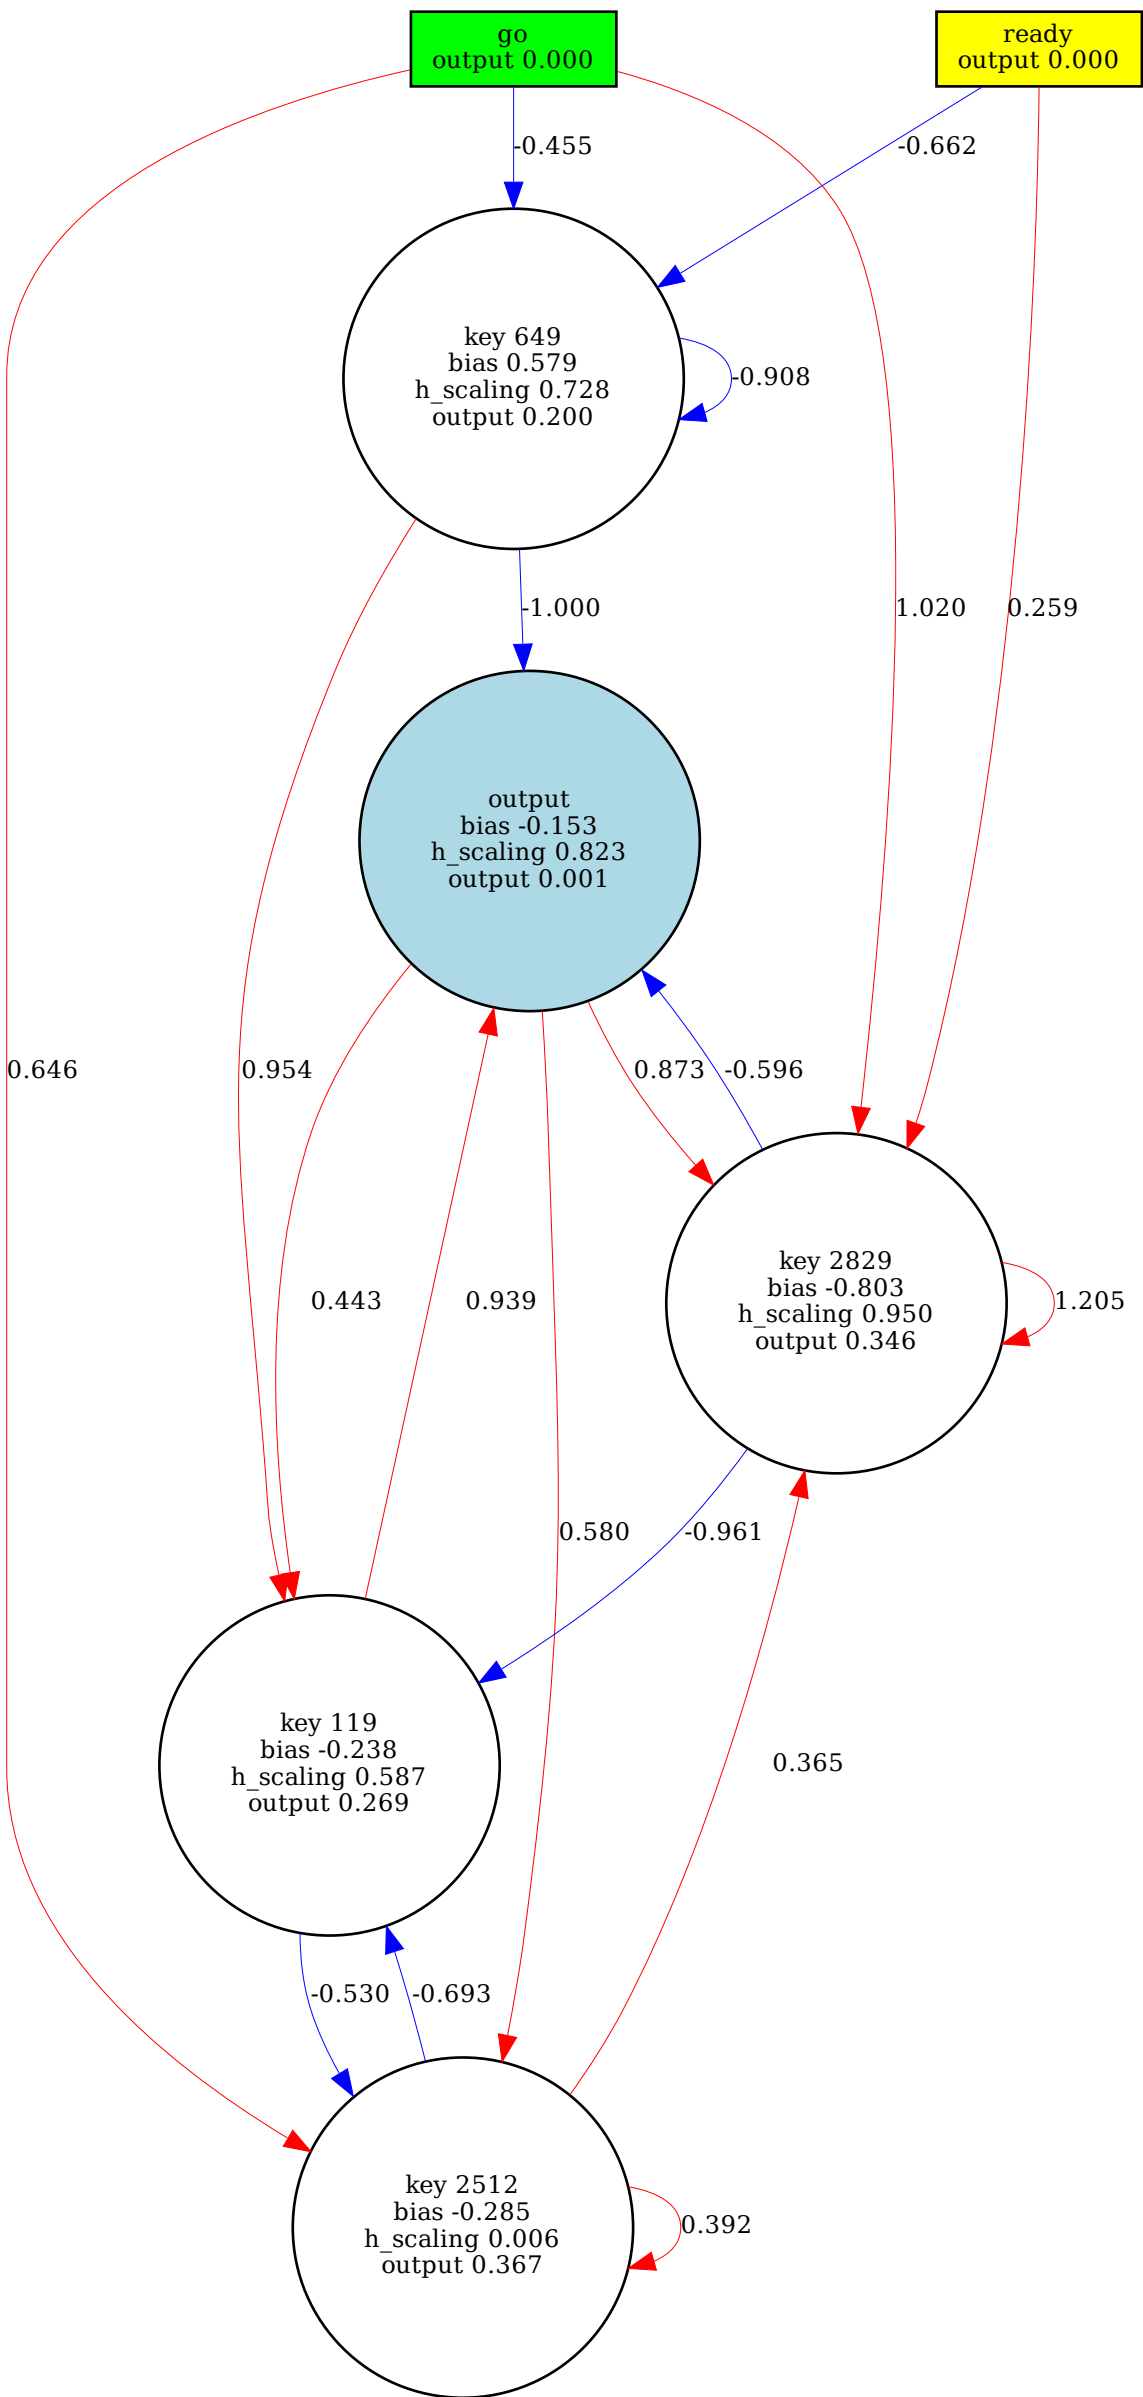 go
output 0.000
ready
output 0.000
-0.455
-0.662
key 649
bias 0.579
h_scaling 0.728
output 0.200
-0.908
-1.000
1.020
0.259
output
bias -0.153
h_scaling 0.823
output 0.001
0.646
0.954
0.873
-0.596
key 2829
bias -0.803
h_scaling 0.950
output 0.346
0.443
0.939
1.205
0.580
-0.961
key 119
bias -0.238
h_scaling 0.587
output 0.269
0.365
-0.530
-0.693
key 2512
bias -0.285
h_scaling 0.006
output 0.367
0.392